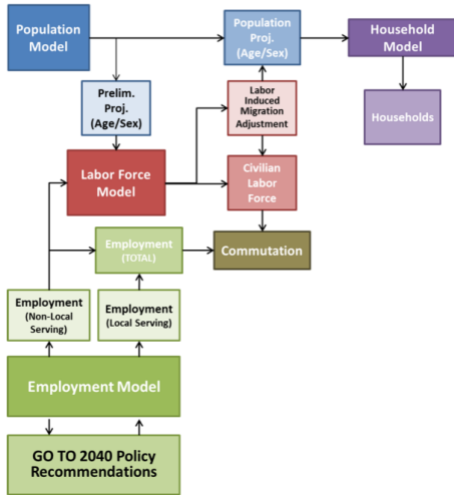 Population
Model
Population
Proj.
(Age/Sex)
Household
Model
Prelim.
Proj.
(Age/Sex)
Labor
Induced
Migration
Adjustment
Households
Labor Force
Model
Civilian
Labor
Force
Employment
(TOTAL)
Commutation
Employment
(Non-Local
Serving)
Employment
(Local Serving)
Employment Model
GO TO 2040 Policy
Recommendations